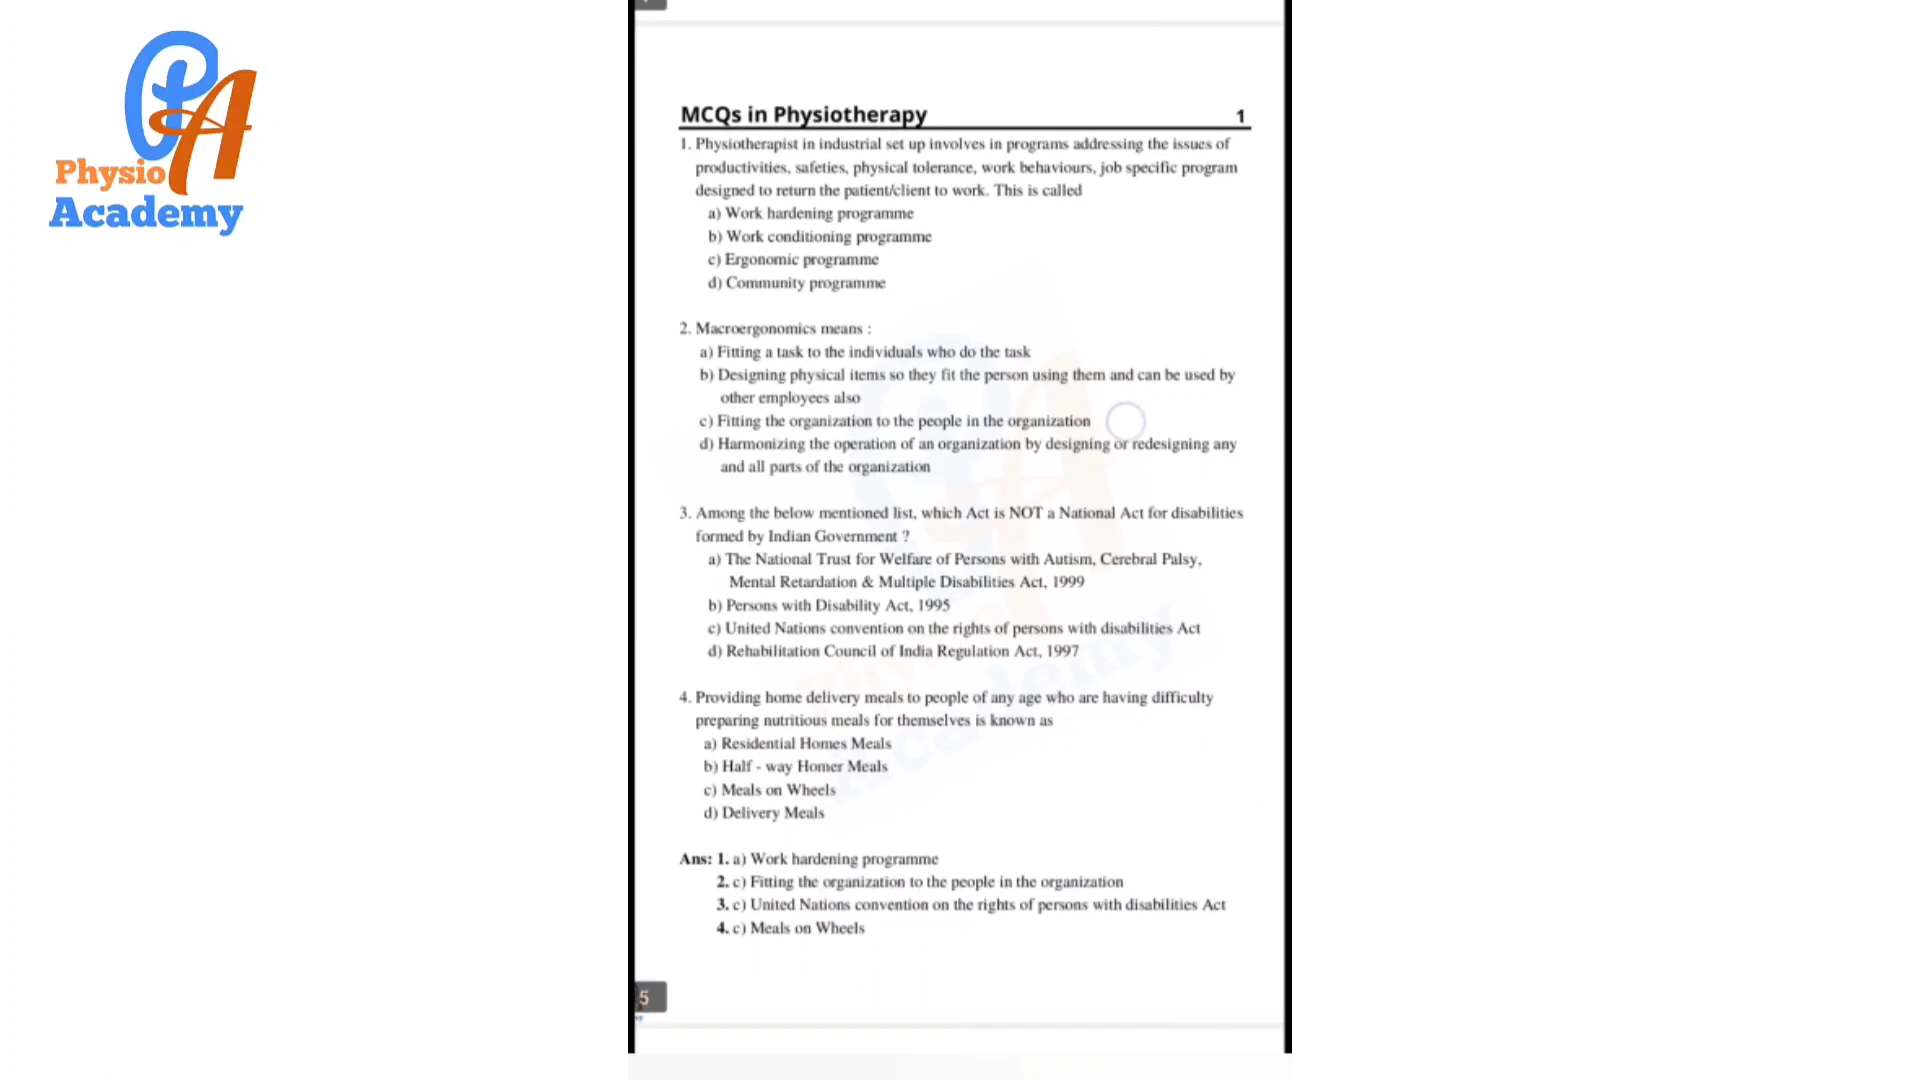 Physio
Academy
MCQs in Physiotherapy 1
1. Physiotherapist in industrial set up involves in programs addressing the issues of
productivities, safeties, physical tolerance, work behaviours, job specific program
designed to return the patient/client to work. This is called
a) Work hardening programme
b) Work conditioning programme
c) Ergonomic programme
d) Community programme
2. Macroergonomics means :
a) Fitting a task to the individuals who do the task
b) Designing physical items so they fit the person using them and can be used by
other employees also
c) Fitting the organization to the people in the organization
d) Harmonizing the operation of an organization by designing or redesigning any
and all parts of the organization
3. Among the below mentioned list, which Act is NOT a National Act for disabilities
formed by Indian Government ?
a) The National Trust for Welfare of Persons with Autism, Cerebral Palsy,
Mental Retardation & Multiple Disabilities Act, 1999
b) Persons with Disability Act, 1995
c) United Nations convention on the rights of persons with disabilities Act
d) Rehabilitation Council of India Regulation Act, 1997
4. Providing home delivery meals to people of any age who are having difficulty
preparing nutritious meals for themselves is known as
a) Residential Homes Meals
b) Half - way Homer Meals
c) Meals on Wheels
d) Delivery Meals
Ans: 1. a) Work hardening programme
2. c) Fitting the organization to the people in the organization
3. c) United Nations convention on the rights of persons with disabilities Act
4. c) Meals on Wheels
5